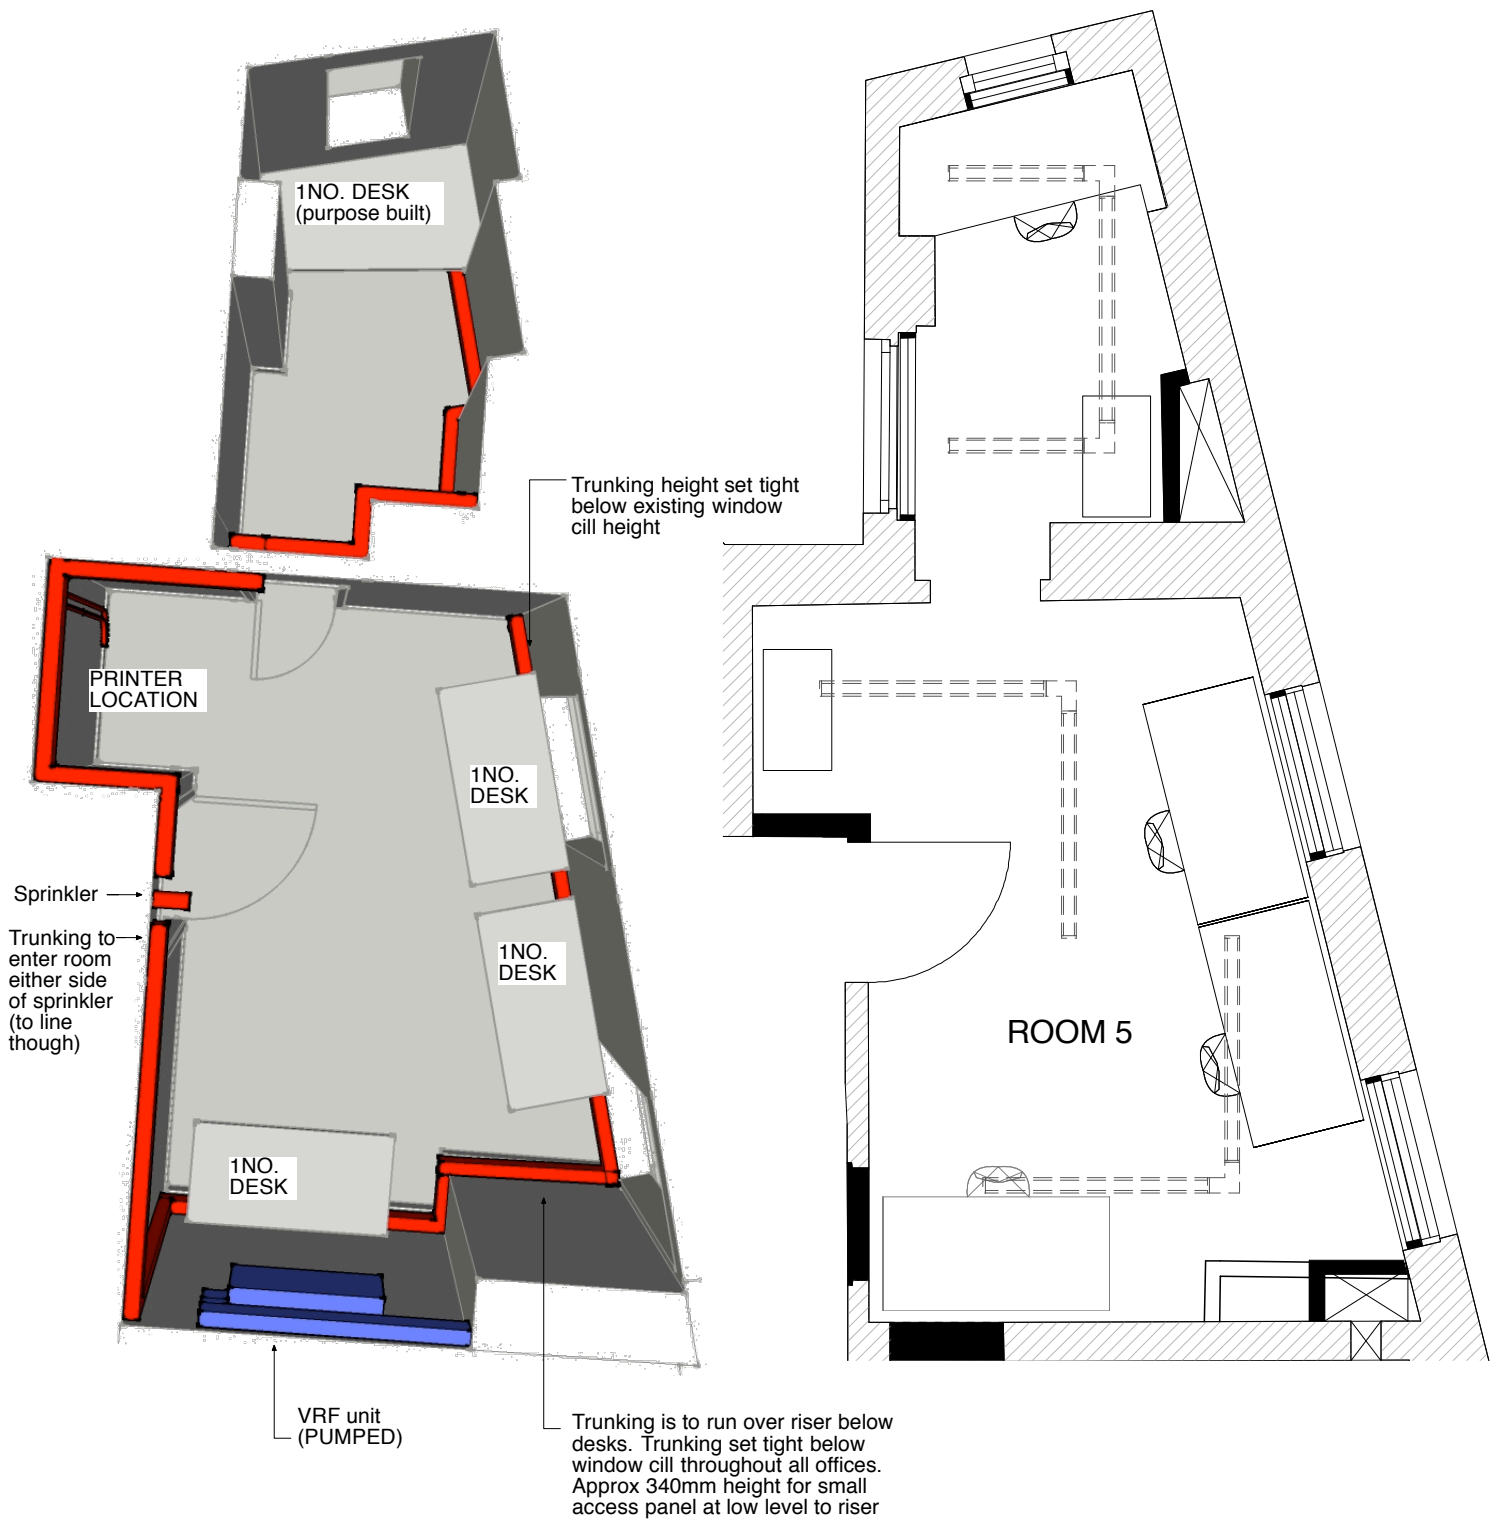 1NO. DESK
(purpose built)
Trunking height set tight
below existing window
cill height
PRINTER
LOCATION
1NO.
DESK
Sprinkler
Trunking to
enter room
either side
of sprinkler
(to line
though)
1NO.
DESK
ROOM 5
1NO.
DESK
VRF unit
(PUMPED)
Trunking is to run over riser below
desks. Trunking set tight below
window cill throughout all offices.
Approx 340mm height for small
access panel at low level to riser